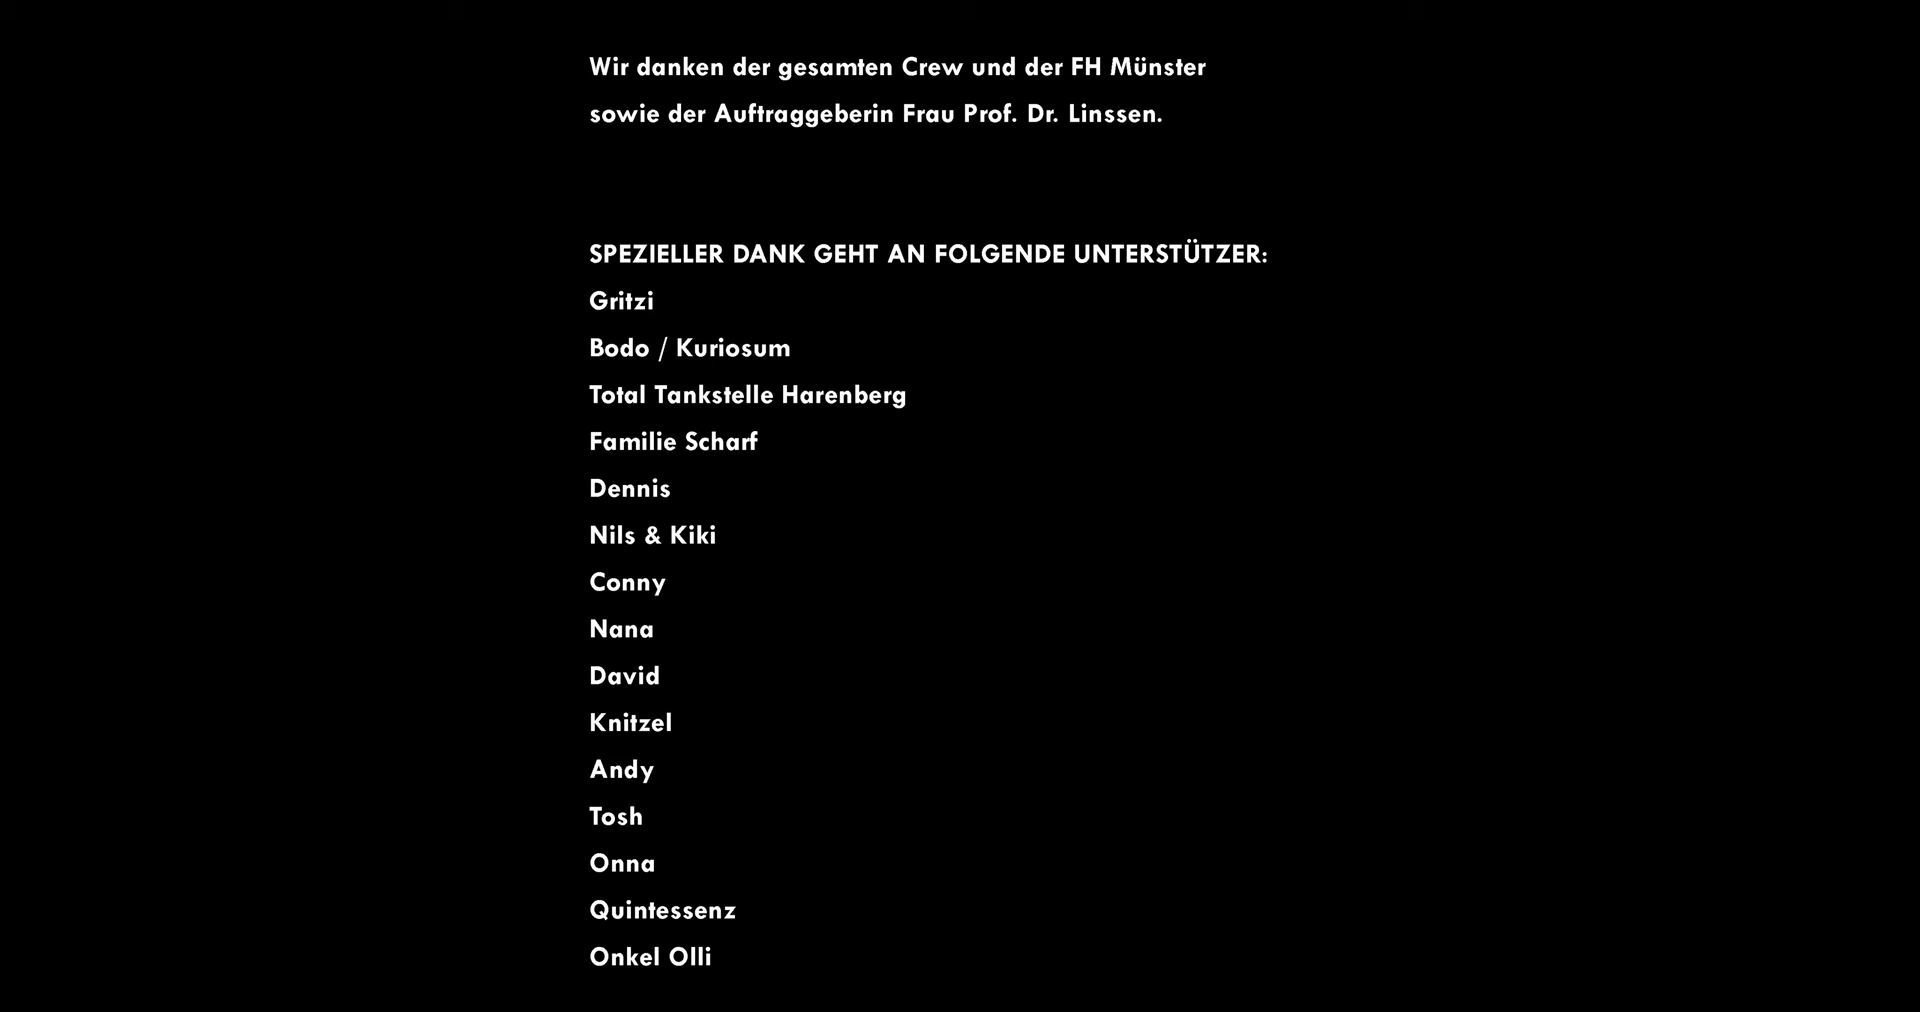 Wir danken der gesamten Crew und der FH Münster
sowie der Auftraggeberin Frau Prof. Dr. Linssen.
SPEZIELLER DANK GEHT AN FOLGENDE UNTERSTÜTZER:
Gritzi
Bodo / Kuriosum
Total Tankstelle Harenberg
Familie Scharf
Dennis
Nils & Kiki
Conny
Nana
David
Knitzel
Andy
Tosh
Onna
Quintessenz
Onkel Olli